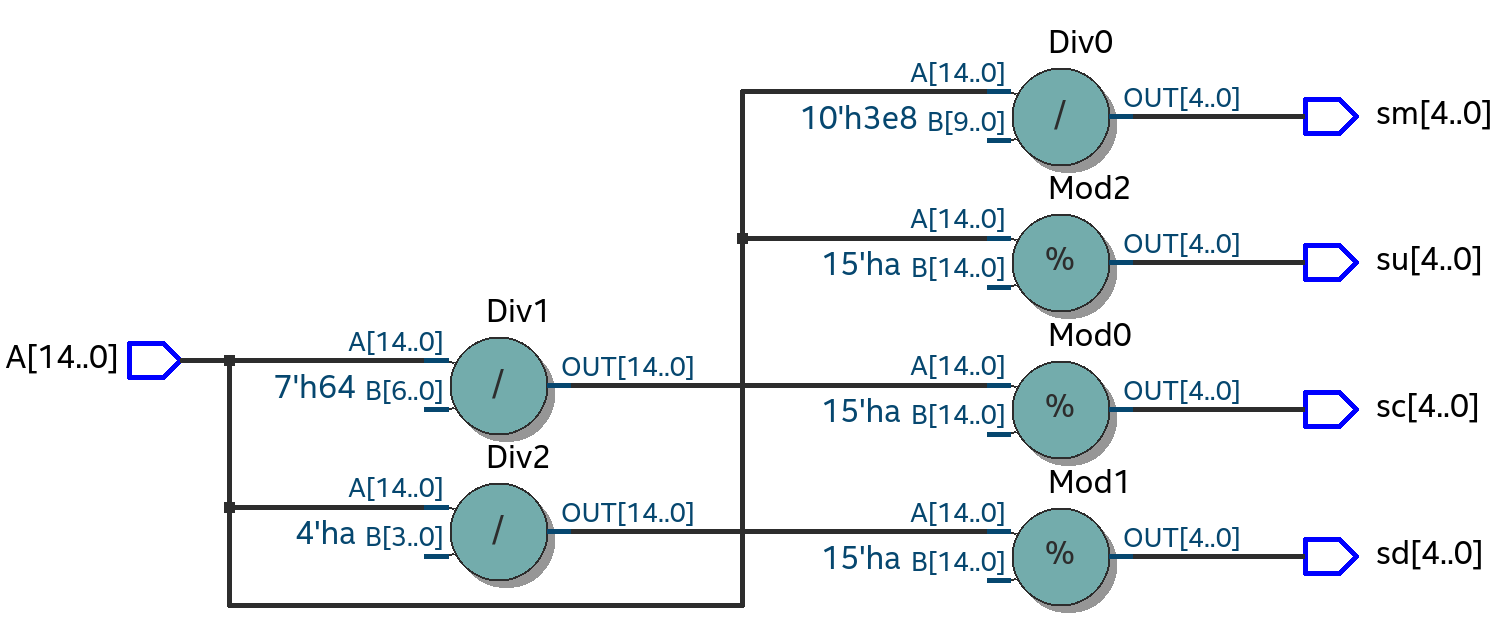 Div0
A[14..0]
OUT[4..0]
10'h3e8 B[9..0]
/
sm[4..0]
Mod2
A[14..0]
OUT[4..0]
15'ha B[14..0]
%
su[4..0]
Div1
A[14..0]
A[14..0]
7'h64 B[6..0]
/
OUT[14..0]
Mod0
A[14..0]
OUT[4..0]
15'ha B[14..0]
%
sc[4..0]
Div2
A[14..0]
4'ha B[3..0]
/
OUT[14..0]
Mod1
A[14..0]
OUT[4..0]
15'ha B[14..0]
%
sd[4..0]